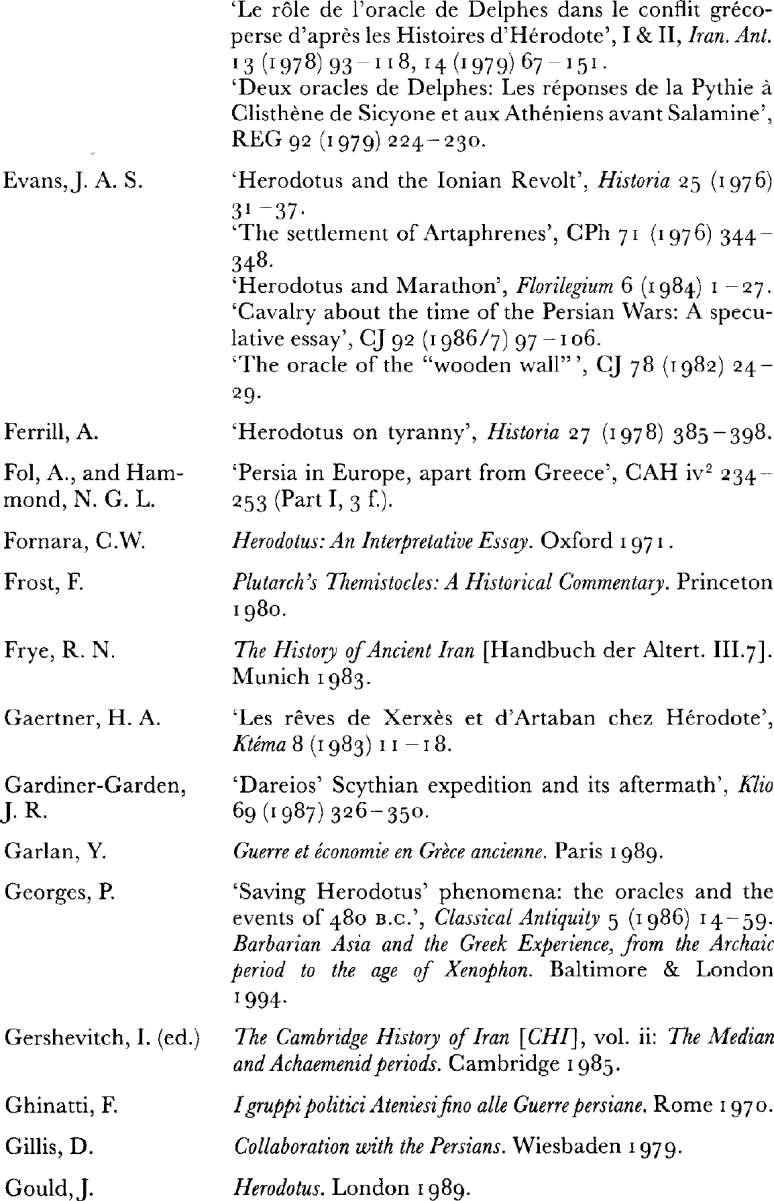 ‘Le rôle de l’oracle de Delphes dans le conflit gréco-
perse d’après les Histoires d’Hérodote’, I & II, Iran. Ant.
13 (1978) 93–118, 14 (1979) 67–151.
‘Deux oracles de Delphes: Les réponses de la Pythie à
Clisthène de Sicyone et aux Athéniens avant Salamine’,
REG 92 (1979) 224–230.
Evans, J. A. S. ‘Herodotus and the Ionian Revolt’, Historia 25 (1976)
31–37.
‘The settlement of Artaphrenes’, CPh 71 (1976) 344–
348.
‘Herodotus and Marathon’, Florilegium 6 (1984) 1–27.
‘Cavalry about the time of the Persian Wars: A specu-
lative essay’, CJ 92 (1986/7) 97–106.
‘The oracle of the “wooden wall”’, CJ 78 (1982) 24–
29.
Ferrill, A. ‘Herodotus on tyranny’, Historia 27 (1978) 385–398.
Fol, A., and Ham- ‘Persia in Europe, apart from Greece’, CAH iv² 234–
mond, N. G. L. 253 (Part I, 3 f.).
Fornara, C.W. Herodotus: An Interpretative Essay. Oxford 1971.
Frost, F. Plutarch’s Themistocles: A Historical Commentary. Princeton
1980.
Frye, R. N. The History of Ancient Iran [Handbuch der Altert. III.7].
Munich 1983.
Gaertner, H. A. ‘Les rêves de Xerxès et d’Artaban chez Hérodote’,
Ktéma 8 (1983) 11–18.
Gardiner-Garden, ‘Dareios’ Scythian expedition and its aftermath’, Klio
J. R. 69 (1987) 326–350.
Garlan, Y. Guerre et économie en Grèce ancienne. Paris 1989.
Georges, P. ‘Saving Herodotus’ phenomena: the oracles and the
events of 480 B.C.’, Classical Antiquity 5 (1986) 14–59.
Barbarian Asia and the Greek Experience, from the Archaic
period to the age of Xenophon. Baltimore & London
1994.
Gershevitch, I. (ed.) The Cambridge History of Iran [CHI], vol. ii: The Median
and Achaemenid periods. Cambridge 1985.
Ghinatti, F. I gruppi politici Ateniesi fino alle Guerre persiane. Rome 1970.
Gillis, D. Collaboration with the Persians. Wiesbaden 1979.
Gould, J. Herodotus. London 1989.